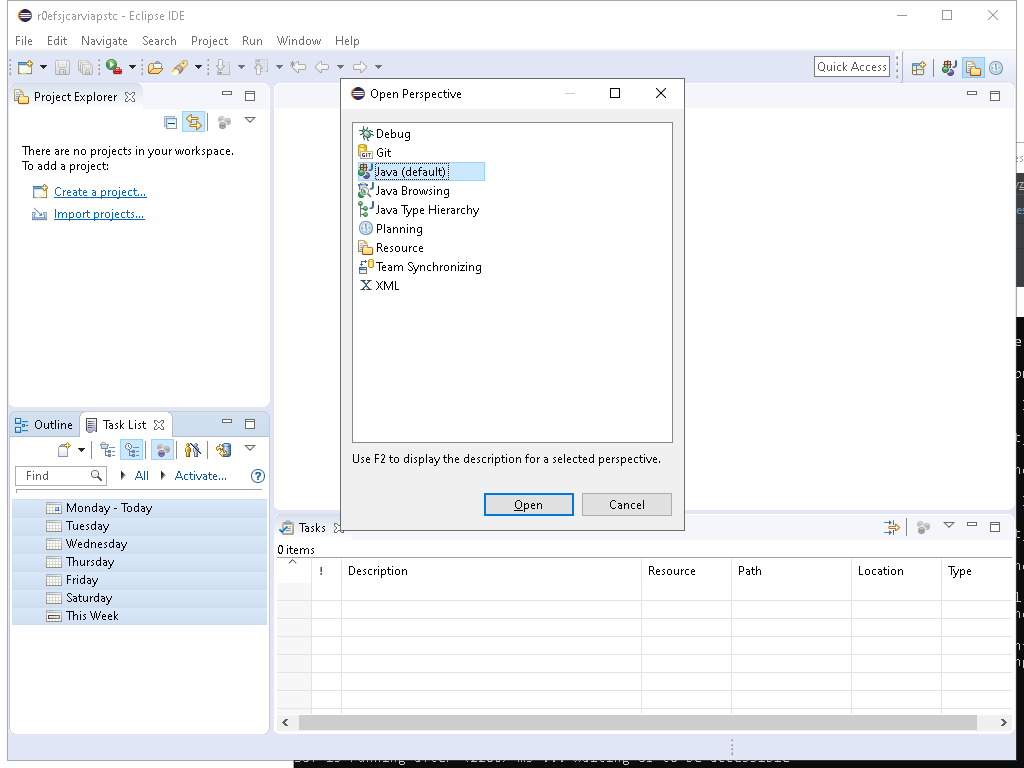 r0efsjcarviapstc - Eclipse IDE
File Edit Navigate Search Project Run Window Help
Quick Access
Project Explorer
There are no projects in your workspace.
To add a project:
Create a project...
Import projects...
Open Perspective
Debug
GIT Git
Java (default)
Java Browsing
Java Type Hierarchy
Planning
Resource
Team Synchronizing
X XML
Use F2 to display the description for a selected perspective.
Open Cancel
Outline Task List
Find All Activate... ?
Monday - Today
Tuesday
Wednesday
Thursday
Friday
Saturday
This Week
Tasks
0 items
! Description Resource Path Location Type